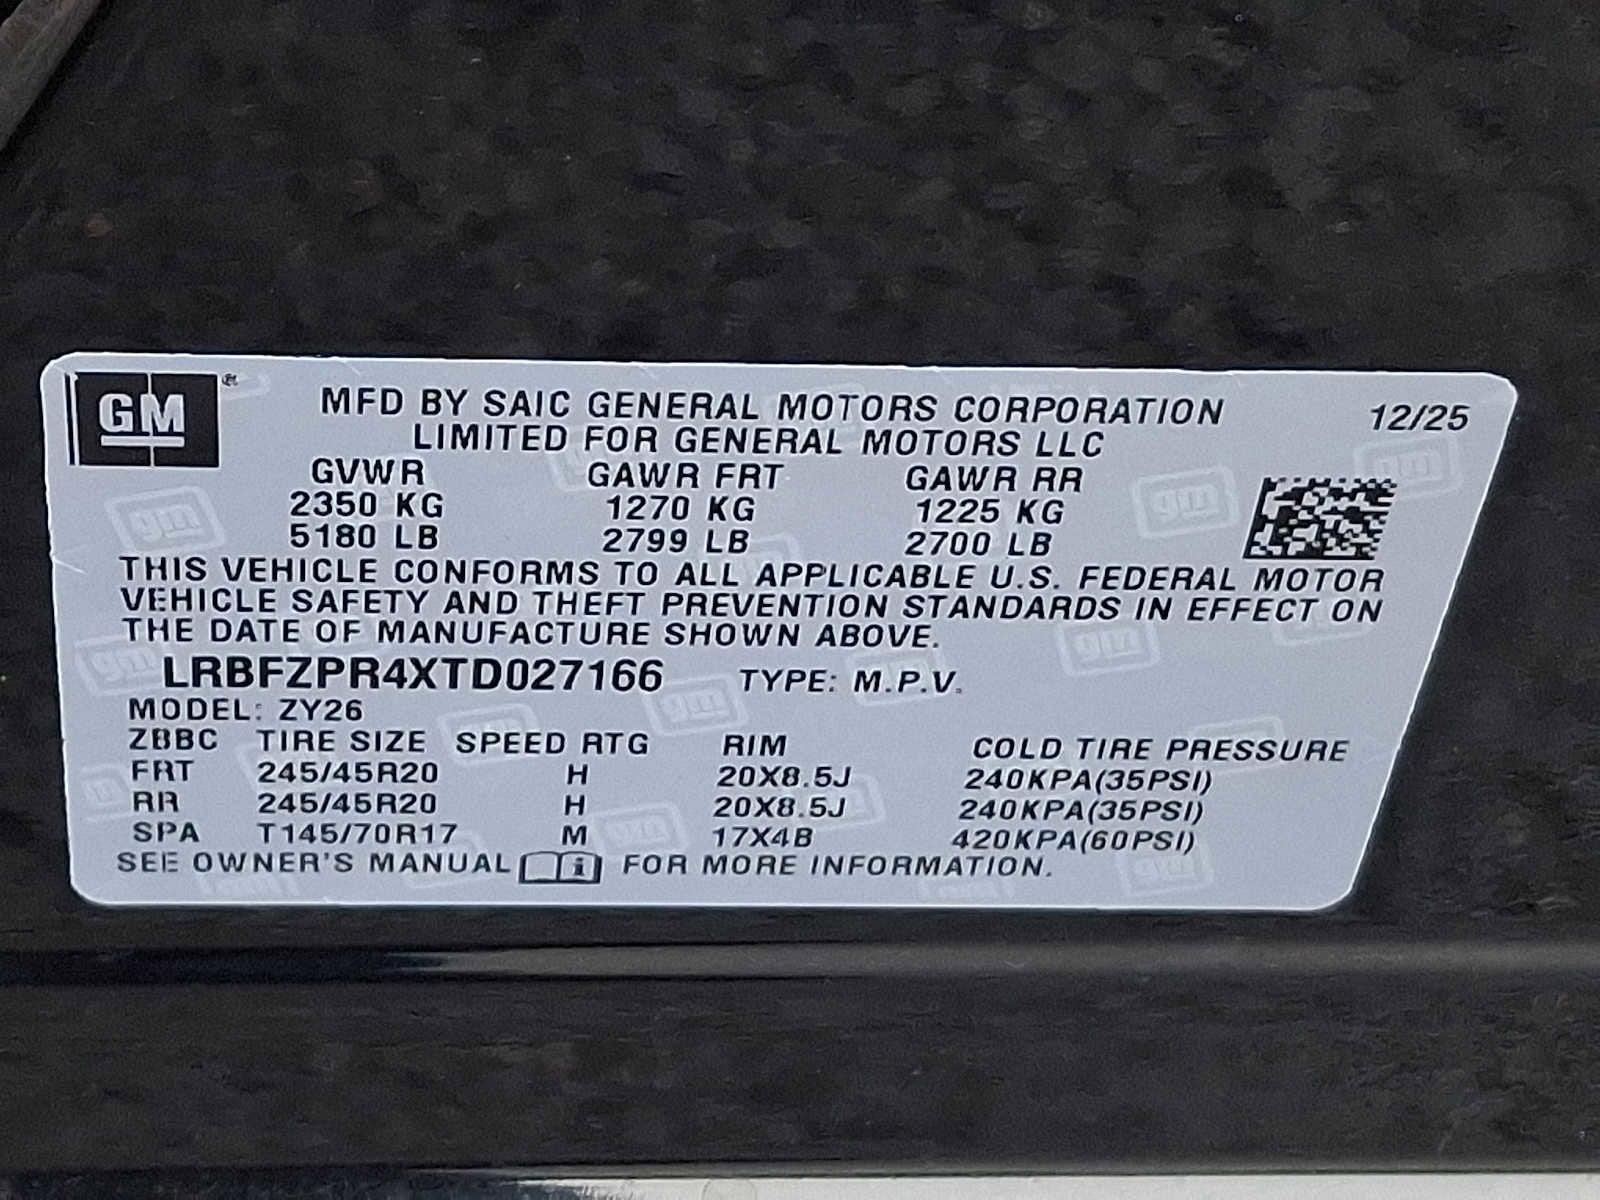 GM
MFD BY SAIC GENERAL MOTORS CORPORATION 12/25
LIMITED FOR GENERAL MOTORS LLC
GVWR GAWR FRT GAWR RR
2350 KG 1270 KG 1225 KG
5180 LB 2799 LB 2700 LB
THIS VEHICLE CONFORMS TO ALL APPLICABLE U.S. FEDERAL MOTOR
VEHICLE SAFETY AND THEFT PREVENTION STANDARDS IN EFFECT ON
THE DATE OF MANUFACTURE SHOWN ABOVE.
LRBFZPR4XTD027166 TYPE: M.P.V.
MODEL: ZY26
ZBBC TIRE SIZE SPEED RTG RIM COLD TIRE PRESSURE
FRT 245/45R20 H 20X8.5J 240KPA(35PSI)
RR 245/45R20 H 20X8.5J 240KPA(35PSI)
SPA T145/70R17 M 17X4B 420KPA(60PSI)
SEE OWNER'S MANUAL i FOR MORE INFORMATION.